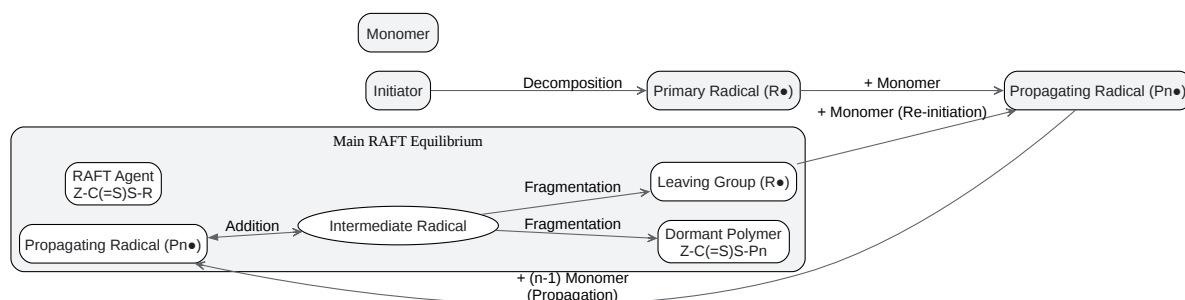 Monomer
Initiator
Decomposition
Primary Radical (R●)
+ Monomer
Propagating Radical (Pn●)
+ Monomer (Re-initiation)
Main RAFT Equilibrium
RAFT Agent
Z-C(=S)S-R
Fragmentation
Leaving Group (R●)
Addition
Intermediate Radical
Fragmentation
Propagating Radical (Pn●)
Dormant Polymer
Z-C(=S)S-Pn
+ (n-1) Monomer
(Propagation)